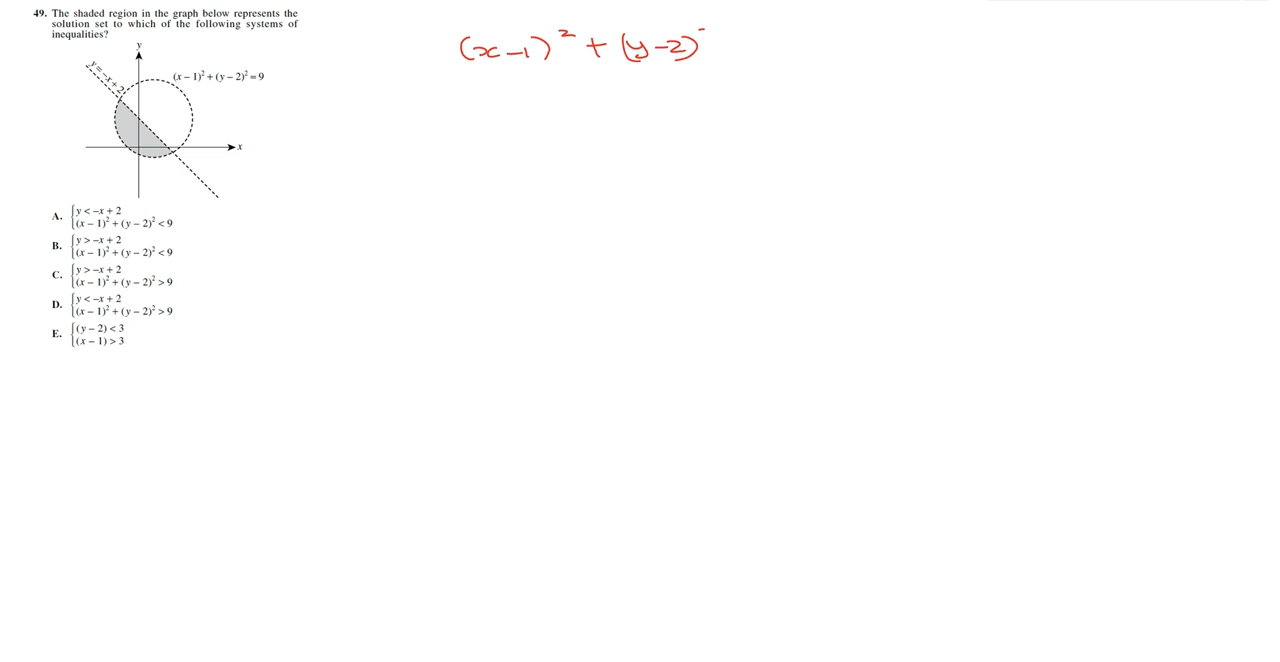 49. The shaded region in the graph below represents the
solution set to which of the following systems of
inequalities?
y
y = –x + 2
(x – 1)² + (y – 2)² = 9
x
A. {y < –x + 2
(x – 1)² + (y – 2)² < 9
B. {y > –x + 2
(x – 1)² + (y – 2)² < 9
C. {y > –x + 2
(x – 1)² + (y – 2)² > 9
D. {y < –x + 2
(x – 1)² + (y – 2)² > 9
E. {(y – 2) < 3
(x – 1) > 3
(x-1)² + (y-2)